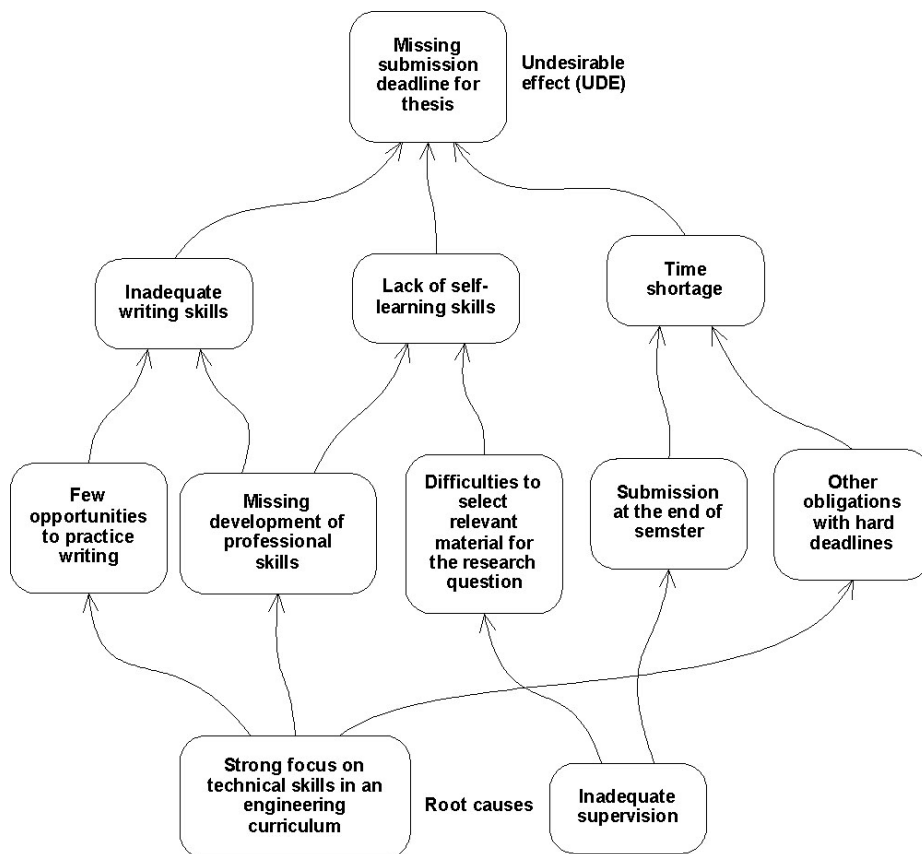 Missing
submission
deadline for
thesis
Undesirable
effect (UDE)
Inadequate
writing skills
Lack of self-
learning skills
Time
shortage
Few
opportunities
to practice
writing
Missing
development of
professional
skills
Difficulties to
select
relevant
material for
the research
question
Submission
at the end of
semster
Other
obligations
with hard
deadlines
Strong focus on
technical skills in an
engineering
curriculum
Root causes
Inadequate
supervision